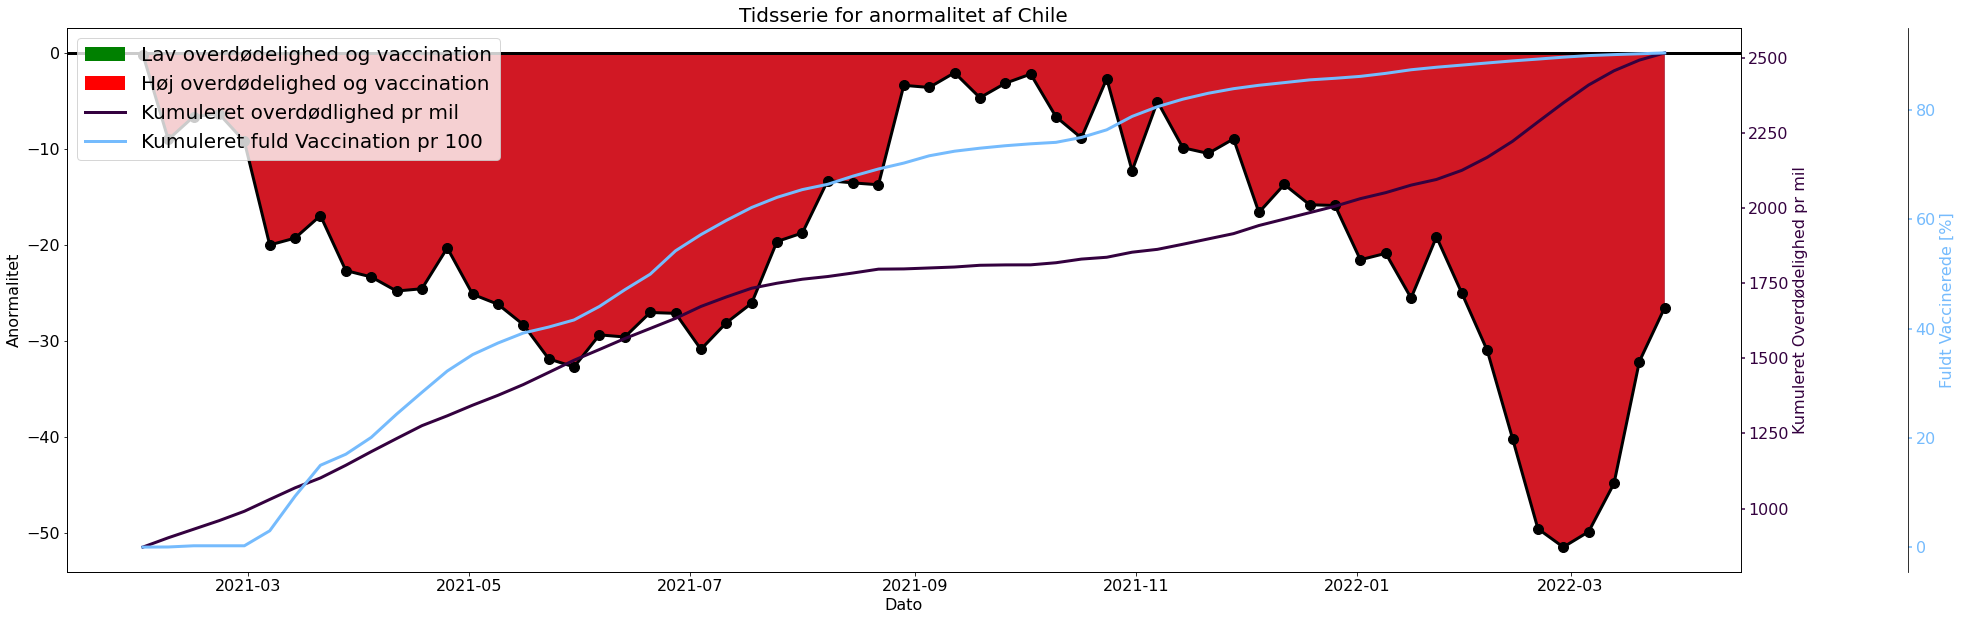 Tidsserie for anormalitet af Chile
Lav overdødelighed og vaccination
Høj overdødelighed og vaccination
Kumuleret overdødlighed pr mil
Kumuleret fuld Vaccination pr 100
0
−10
−20
−30
−40
−50
Anormalitet
2021-03
2021-05
2021-07
2021-09
2021-11
2022-01
2022-03
Dato
2500
2250
2000
1750
1500
1250
1000
Kumuleret Overdødelighed pr mil
80
60
40
20
0
Fuldt Vaccinerede [%]